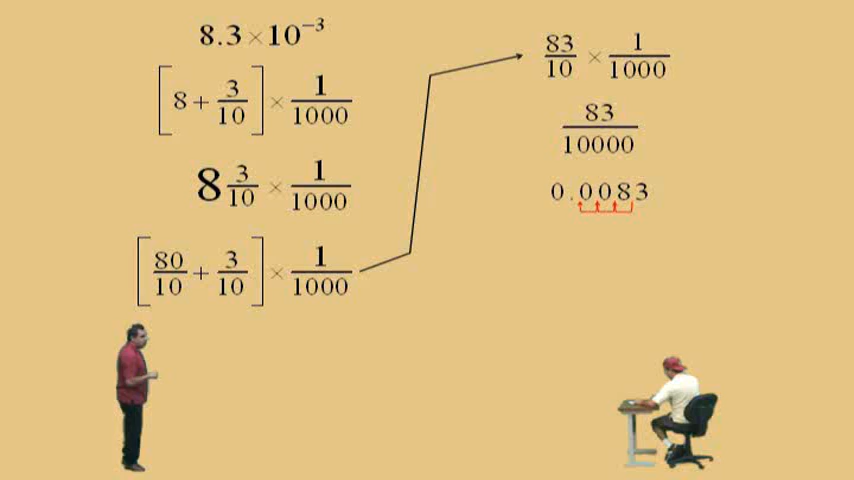 8.3 × 10⁻³
[8 + 3/10] × 1/1000
8 3/10 × 1/1000
[80/10 + 3/10] × 1/1000
83/10 × 1/1000
83/10000
0.0083